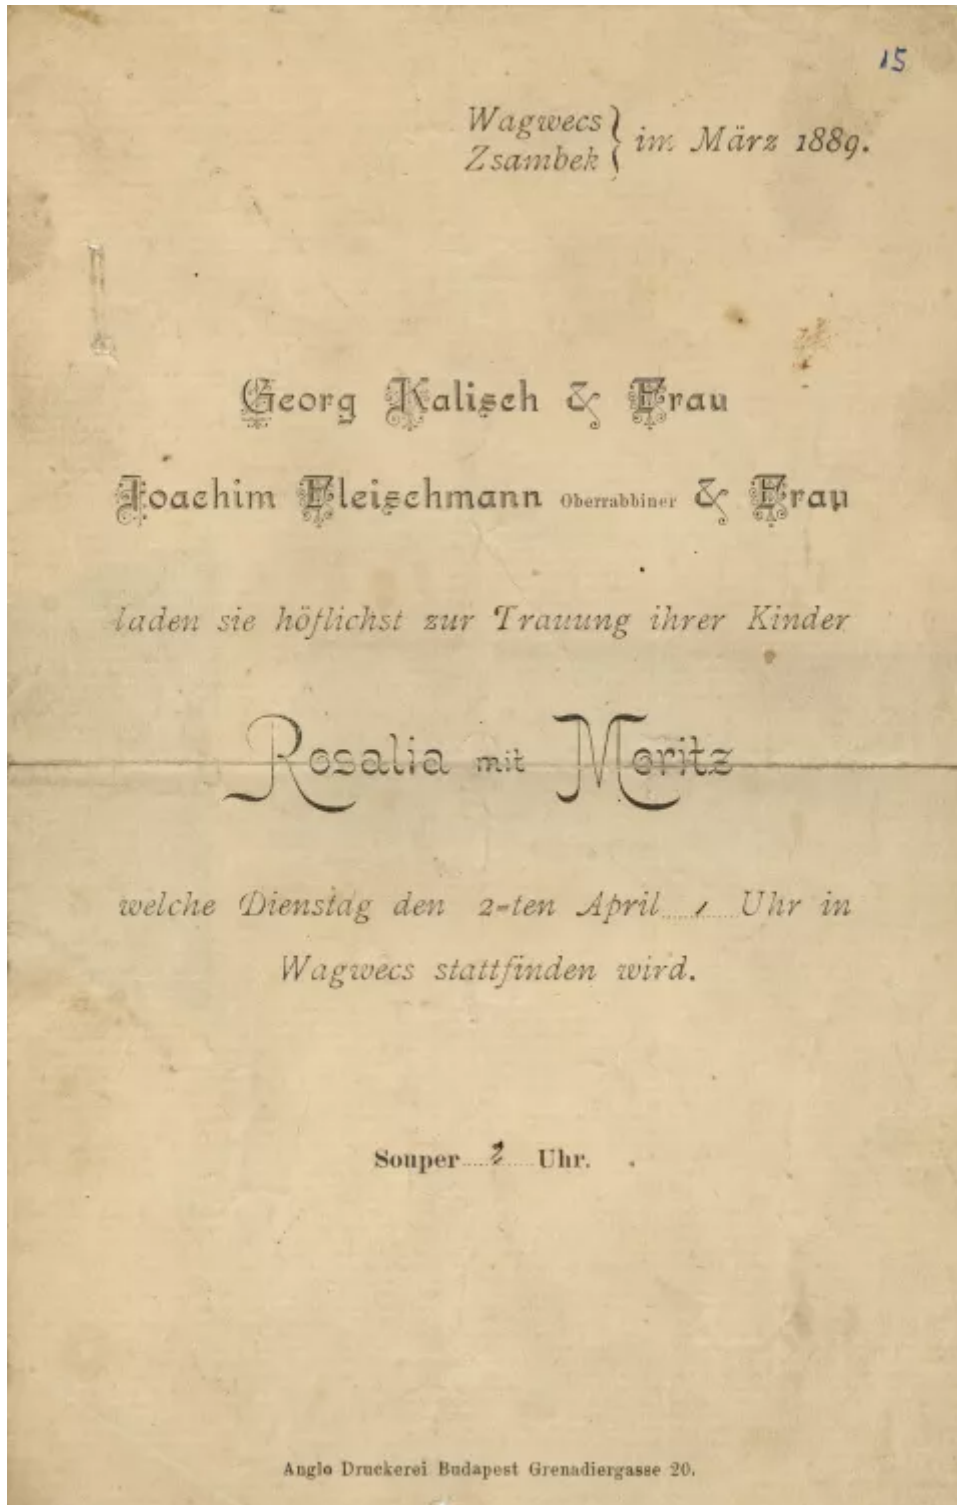 15
Wagwecs
Zsambek } im März 1889.
Georg Kalisch & Frau
Joachim Fleischmann Oberrabbiner & Frau
laden sie höflichst zur Trauung ihrer Kinder
Rosalia mit Moritz
welche Dienstag den 2-ten April 1 Uhr in
Wagwecs stattfinden wird.
Souper 2 Uhr.
Anglo Druckerei Budapest Grenadiergasse 20.